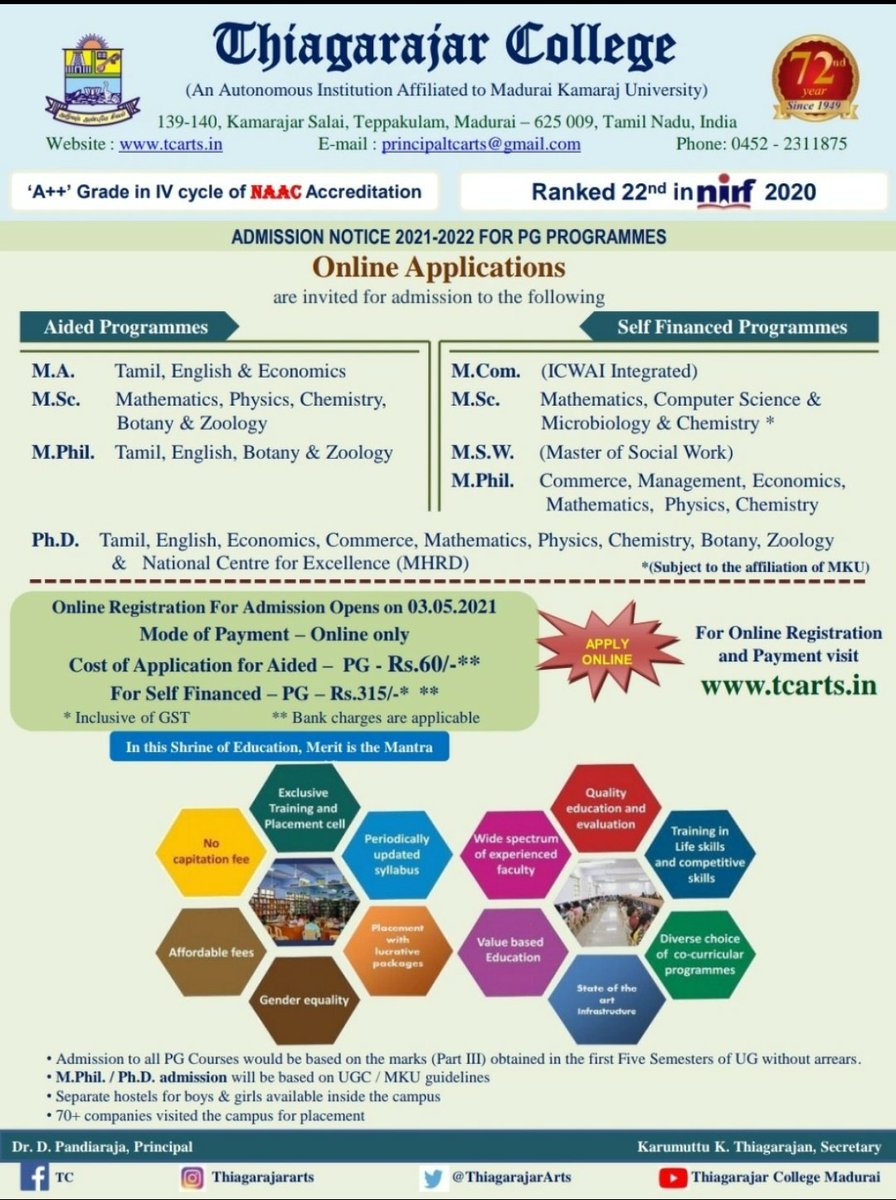 Thiagarajar College
(An Autonomous Institution Affiliated to Madurai Kamaraj University)
72nd
year
Since 1949
139-140, Kamarajar Salai, Teppakulam, Madurai – 625 009, Tamil Nadu, India
Website : www.tcarts.in E-mail : principaltcarts@gmail.com Phone: 0452 - 2311875
‘A++’ Grade in IV cycle of NAAC Accreditation
Ranked 22nd in nirf 2020
ADMISSION NOTICE 2021-2022 FOR PG PROGRAMMES
Online Applications
are invited for admission to the following
Aided Programmes
M.A. Tamil, English & Economics
M.Sc. Mathematics, Physics, Chemistry,
Botany & Zoology
M.Phil. Tamil, English, Botany & Zoology
Self Financed Programmes
M.Com. (ICWAI Integrated)
M.Sc. Mathematics, Computer Science &
Microbiology & Chemistry *
M.S.W. (Master of Social Work)
M.Phil. Commerce, Management, Economics,
Mathematics, Physics, Chemistry
Ph.D. Tamil, English, Economics, Commerce, Mathematics, Physics, Chemistry, Botany, Zoology
& National Centre for Excellence (MHRD)
*(Subject to the affiliation of MKU)
Online Registration For Admission Opens on 03.05.2021
Mode of Payment – Online only
Cost of Application for Aided – PG - Rs.60/-**
For Self Financed – PG – Rs.315/-* **
* Inclusive of GST ** Bank charges are applicable
APPLY
ONLINE
For Online Registration
and Payment visit
www.tcarts.in
In this Shrine of Education, Merit is the Mantra
Exclusive
Training and
Placement cell
No
capitation fee
Periodically
updated
syllabus
Affordable fees
Placement
with
lucrative
packages
Gender equality
Quality
education and
evaluation
Wide spectrum
of experienced
faculty
Training in
Life skills
and competitive
skills
Value based
Education
Diverse choice
of co-curricular
programmes
State of the
art
Infrastructure
• Admission to all PG Courses would be based on the marks (Part III) obtained in the first Five Semesters of UG without arrears.
• M.Phil. / Ph.D. admission will be based on UGC / MKU guidelines
• Separate hostels for boys & girls available inside the campus
• 70+ companies visited the campus for placement
Dr. D. Pandiaraja, Principal
Karumuttu K. Thiagarajan, Secretary
TC
Thiagarajararts
@ThiagarajarArts
Thiagarajar College Madurai